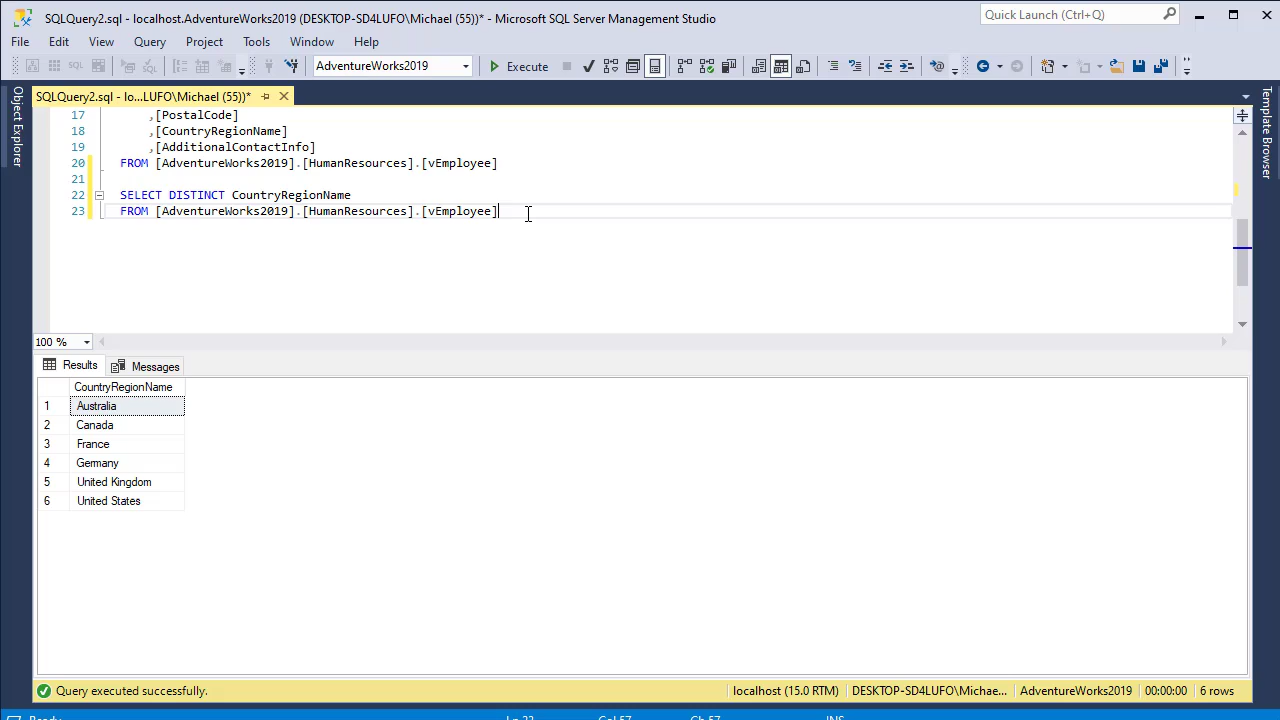 SQLQuery2.sql - localhost.AdventureWorks2019 (DESKTOP-SD4LUFO\Michael (55))* - Microsoft SQL Server Management Studio
Quick Launch (Ctrl+Q)
File Edit View Query Project Tools Window Help
AdventureWorks2019 Execute
Object Explorer
SQLQuery2.sql - lo...LUFO\Michael (55))*
Template Browser
17 ,[PostalCode]
18 ,[CountryRegionName]
19 ,[AdditionalContactInfo]
20 FROM [AdventureWorks2019].[HumanResources].[vEmployee]
21
22 SELECT DISTINCT CountryRegionName
23 FROM [AdventureWorks2019].[HumanResources].[vEmployee]
100 %
Results Messages
CountryRegionName
1 Australia
2 Canada
3 France
4 Germany
5 United Kingdom
6 United States
Query executed successfully. localhost (15.0 RTM) DESKTOP-SD4LUFO\Michae... AdventureWorks2019 00:00:00 6 rows